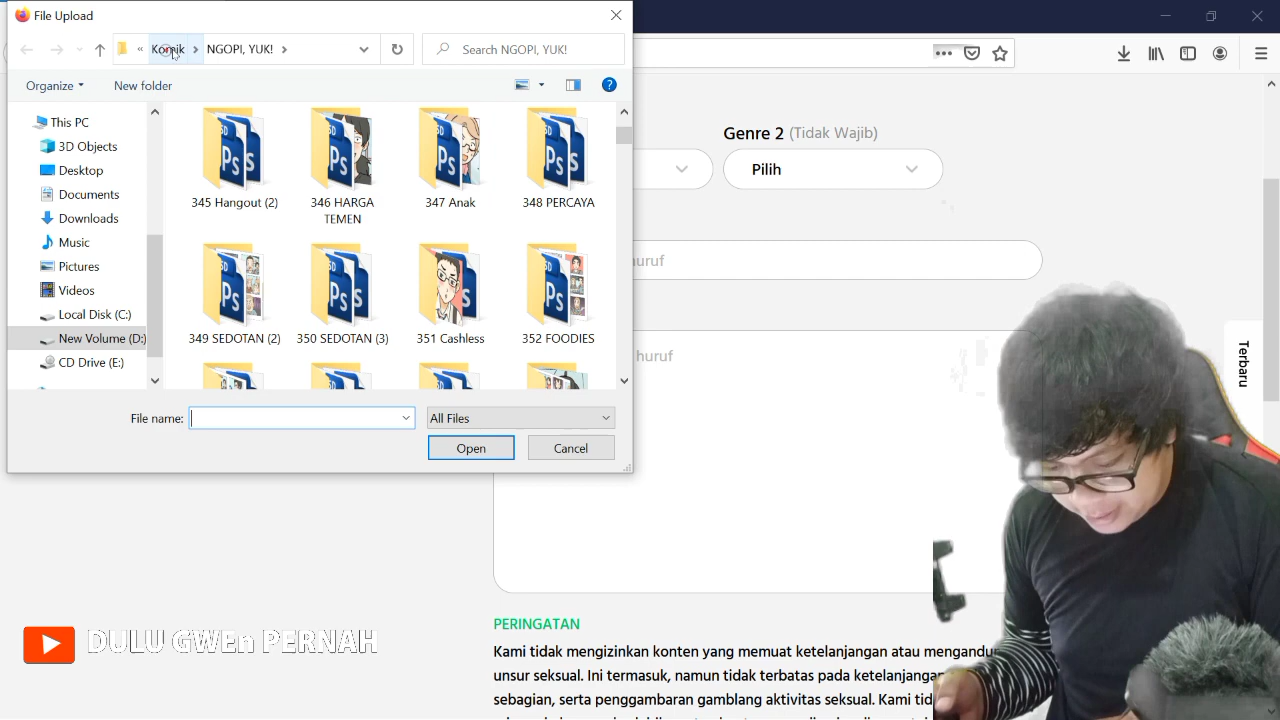 File Upload
« Komik > NGOPI, YUK! >
Search NGOPI, YUK!
Organize
New folder
This PC
3D Objects
Desktop
Documents
Downloads
Music
Pictures
Videos
Local Disk (C:)
New Volume (D:)
CD Drive (E:)
345 Hangout (2)
346 HARGA TEMEN
347 Anak
348 PERCAYA
349 SEDOTAN (2)
350 SEDOTAN (3)
351 Cashless
352 FOODIES
File name:
All Files
Open
Cancel
Genre 2 (Tidak Wajib)
Pilih
huruf
Terbaru
PERINGATAN
Kami tidak mengizinkan konten yang memuat ketelanjangan atau mengandu
unsur seksual. Ini termasuk, namun tidak terbatas pada ketelanjangan
sebagian, serta penggambaran gamblang aktivitas seksual. Kami tid
DULU GWEn PERNAH